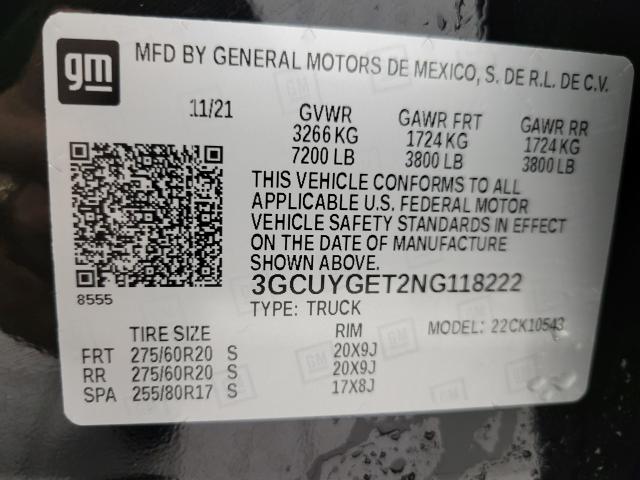 gm
MFD BY GENERAL MOTORS DE MEXICO, S. DE R.L. DE C.V.
11/21
GVWR
3266 KG
7200 LB
GAWR FRT
1724 KG
3800 LB
GAWR RR
1724 KG
3800 LB
THIS VEHICLE CONFORMS TO ALL
APPLICABLE U.S. FEDERAL MOTOR
VEHICLE SAFETY STANDARDS IN EFFECT
ON THE DATE OF MANUFACTURE
SHOWN ABOVE.
8555
3GCUYGET2NG118222
TYPE: TRUCK
MODEL: 22CK10543
TIRE SIZE RIM
FRT 275/60R20 S 20X9J
RR 275/60R20 S 20X9J
SPA 255/80R17 S 17X8J